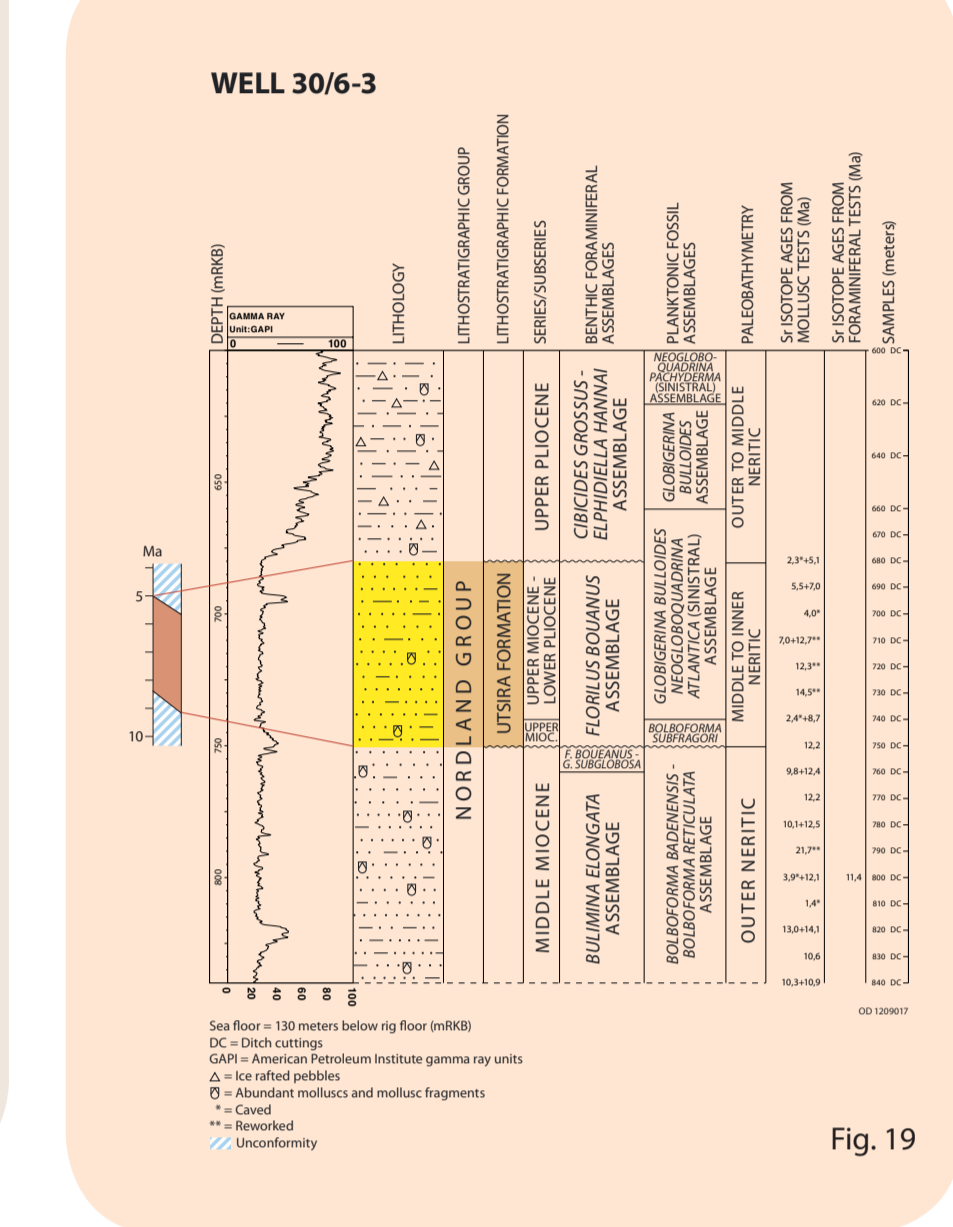 WELL 30/6-3
DEPTH (mRKB)
GAMMA RAY
Unit:GAPI
0 100
LITHOLOGY
LITHOSTRATIGRAPHIC GROUP
LITHOSTRATIGRAPHIC FORMATION
SERIES/SUBSERIES
BENTHIC FORAMINIFERAL
ASSEMBLAGES
PLANKTONIC FOSSIL
ASSEMBLAGES
PALEOBATHYMETRY
Sr ISOTOPE AGES FROM
MOLLUSC TESTS (Ma)
Sr ISOTOPE AGES FROM
FORAMINIFERAL TESTS (Ma)
SAMPLES (meters)
Ma
5
10
650
700
750
800
0
20
40
60
80
100
NORDLAND GROUP
UTSIRA FORMATION
UPPER PLIOCENE
UPPER MIOCENE -
LOWER PLIOCENE
UPPER
MIOC.
MIDDLE MIOCENE
CIBICIDES GROSSUS -
ELPHIDIELLA HANNAI
ASSEMBLAGE
FLORILUS BOUANUS
ASSEMBLAGE
F. BOUEANUS -
G. SUBGLOBOSA
BULIMINA ELONGATA
ASSEMBLAGE
NEOGLOBO-
QUADRINA
PACHYDERMA
(SINISTRAL)
ASSEMBLAGE
GLOBIGERINA
BULLOIDES
ASSEMBLAGE
GLOBIGERINA BULLOIDES
NEOGLOBOQUADRINA
ATLANTICA (SINISTRAL)
ASSEMBLAGE
BOLBOFORMA
SUBFRAGORI
BOLBOFORMA BADENENSIS -
BOLBOFORMA RETICULATA
ASSEMBLAGE
OUTER TO MIDDLE
NERITIC
MIDDLE TO INNER
NERITIC
OUTER NERITIC
2,3*+5,1
5,5+7,0
4,0*
7,0+12,7**
12,3**
14,5**
2,4*+8,7
12,2
9,8+12,4
12,2
10,1+12,5
21,7**
3,9*+12,1
1,4*
13,0+14,1
10,6
10,3+10,9
11,4
600 DC
620 DC
640 DC
660 DC
670 DC
680 DC
690 DC
700 DC
710 DC
720 DC
730 DC
740 DC
750 DC
760 DC
770 DC
780 DC
790 DC
800 DC
810 DC
820 DC
830 DC
840 DC
OD 1209017
Sea floor = 130 meters below rig floor (mRKB)
DC = Ditch cuttings
GAPI = American Petroleum Institute gamma ray units
= Ice rafted pebbles
= Abundant molluscs and mollusc fragments
* = Caved
** = Reworked
Unconformity
Fig. 19